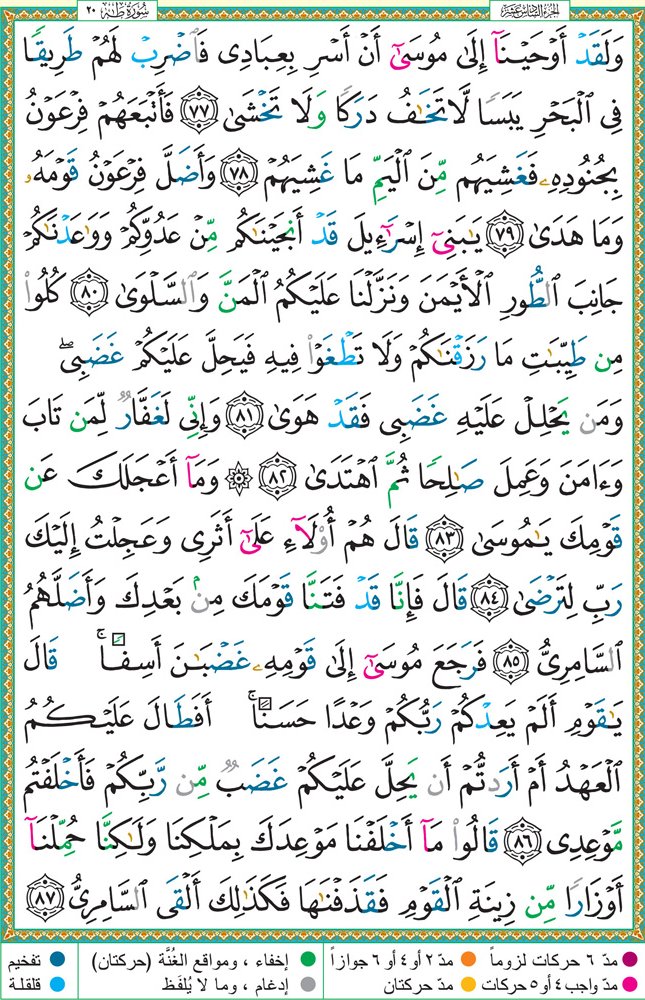 الجزء السادس عشر
سورة طه ٢٠
وَلَقَدْ أَوْحَيْنَآ إِلَىٰ مُوسَىٰٓ أَنْ أَسْرِ بِعِبَادِى فَٱضْرِبْ لَهُمْ طَرِيقًا
فِى ٱلْبَحْرِ يَبَسًا لَّا تَخَـٰفُ دَرَكًا وَلَا تَخْشَىٰ ٧٧ فَأَتْبَعَهُمْ فِرْعَوْنُ
بِجُنُودِهِۦ فَغَشِيَهُم مِّنَ ٱلْيَمِّ مَا غَشِيَهُمْ ٧٨ وَأَضَلَّ فِرْعَوْنُ قَوْمَهُۥ
وَمَا هَدَىٰ ٧٩ يَـٰبَنِىٓ إِسْرَٰٓءِيلَ قَدْ أَنجَيْنَـٰكُم مِّنْ عَدُوِّكُمْ وَوَٰعَدْنَـٰكُمْ
جَانِبَ ٱلطُّورِ ٱلْأَيْمَنَ وَنَزَّلْنَا عَلَيْكُمُ ٱلْمَنَّ وَٱلسَّلْوَىٰ ٨٠ كُلُوا۟
مِن طَيِّبَـٰتِ مَا رَزَقْنَـٰكُمْ وَلَا تَطْغَوْا۟ فِيهِ فَيَحِلَّ عَلَيْكُمْ غَضَبِى ۖ
وَمَن يَحْلِلْ عَلَيْهِ غَضَبِى فَقَدْ هَوَىٰ ٨١ وَإِنِّى لَغَفَّارٌ لِّمَن تَابَ
وَءَامَنَ وَعَمِلَ صَـٰلِحًا ثُمَّ ٱهْتَدَىٰ ٨٢ ۞ وَمَآ أَعْجَلَكَ عَن
قَوْمِكَ يَـٰمُوسَىٰ ٨٣ قَالَ هُمْ أُو۟لَآءِ عَلَىٰٓ أَثَرِى وَعَجِلْتُ إِلَيْكَ
رَبِّ لِتَرْضَىٰ ٨٤ قَالَ فَإِنَّا قَدْ فَتَنَّا قَوْمَكَ مِنۢ بَعْدِكَ وَأَضَلَّهُمُ
ٱلسَّامِرِىُّ ٨٥ فَرَجَعَ مُوسَىٰٓ إِلَىٰ قَوْمِهِۦ غَضْبَـٰنَ أَسِفًا ۚ قَالَ
يَـٰقَوْمِ أَلَمْ يَعِدْكُمْ رَبُّكُمْ وَعْدًا حَسَنًا ۚ أَفَطَالَ عَلَيْكُمُ
ٱلْعَهْدُ أَمْ أَرَدتُّمْ أَن يَحِلَّ عَلَيْكُمْ غَضَبٌ مِّن رَّبِّكُمْ فَأَخْلَفْتُم
مَّوْعِدِى ٨٦ قَالُوا۟ مَآ أَخْلَفْنَا مَوْعِدَكَ بِمَلْكِنَا وَلَـٰكِنَّا حُمِّلْنَآ
أَوْزَارًا مِّن زِينَةِ ٱلْقَوْمِ فَقَذَفْنَـٰهَا فَكَذَٰلِكَ أَلْقَى ٱلسَّامِرِىُّ ٨٧
مدّ ٦ حركات لزوماً مدّ ٢ أو ٤ أو ٦ جوازاً إخفاء ، ومواقع الغُنَّة (حركتان) تفخيم
مدّ واجب ٤ أو ٥ حركات مدّ حركتان إدغام ، وما لا يُلفَظ قلقلة